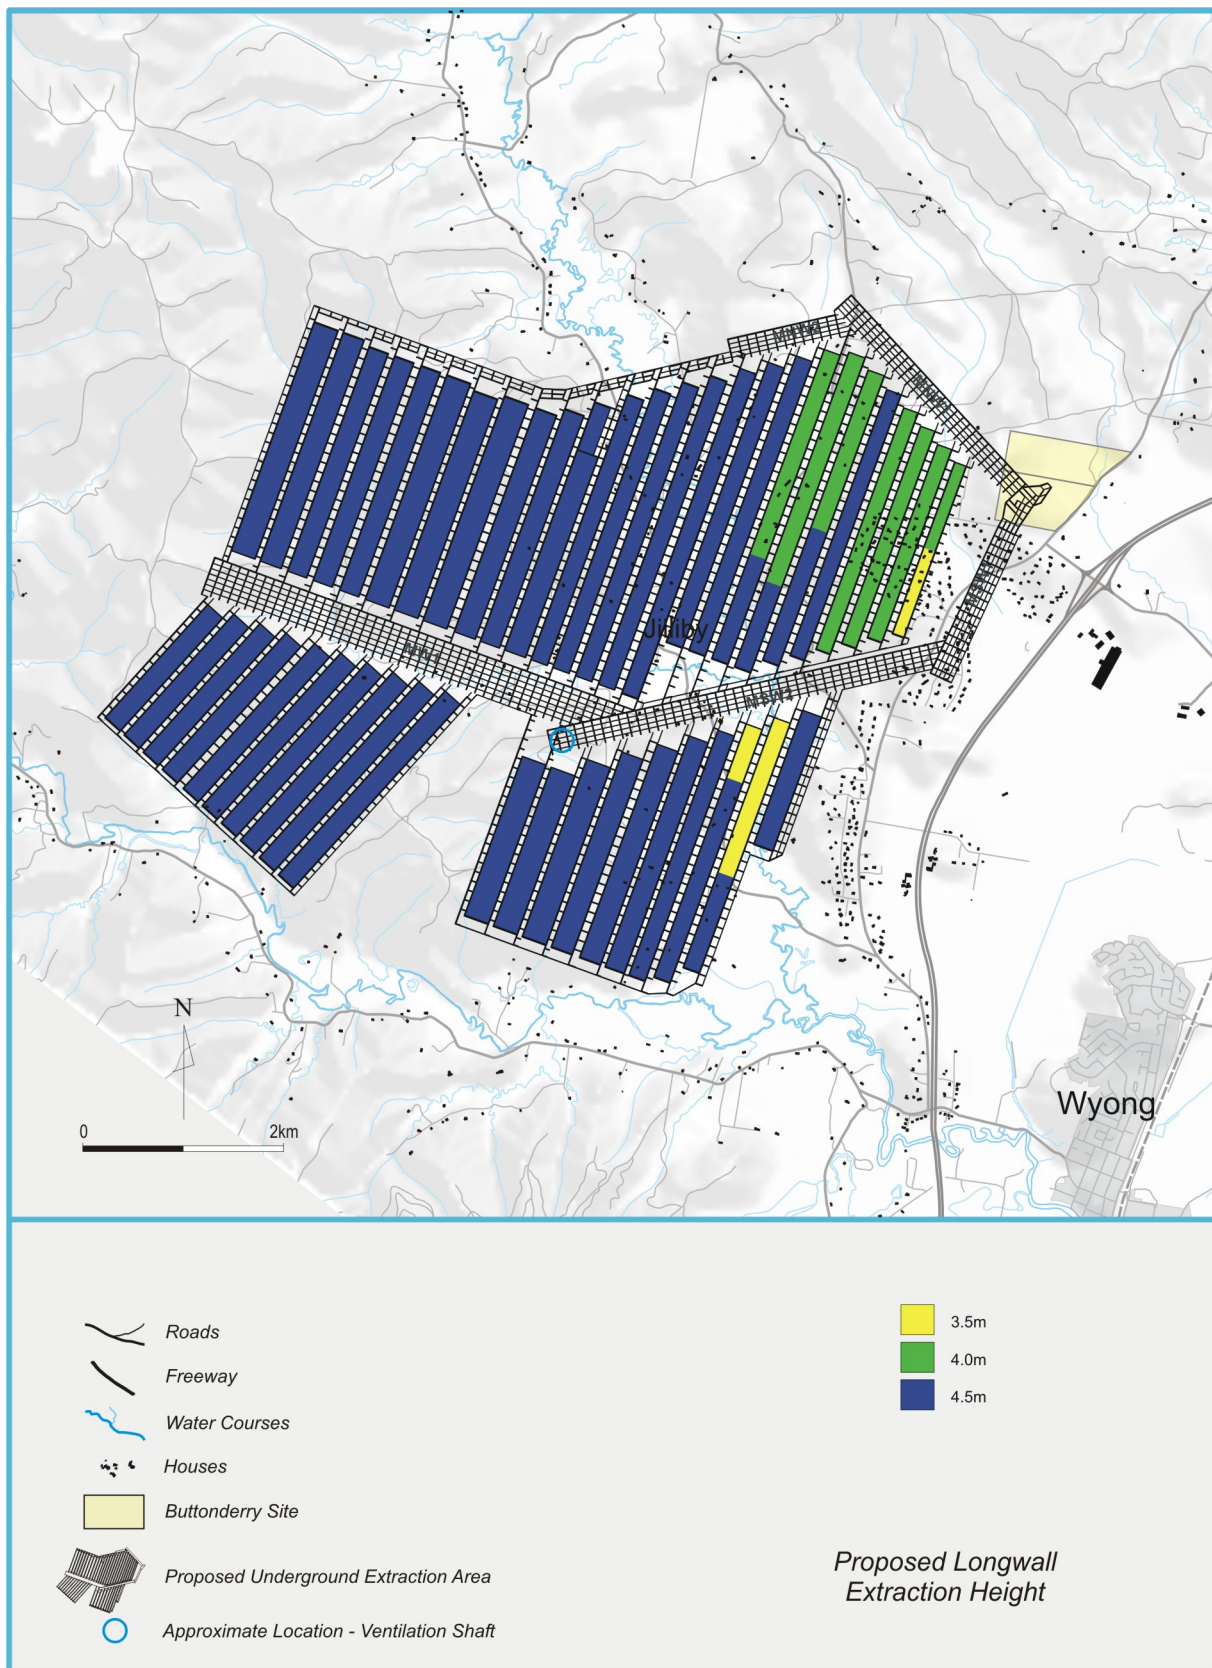 Jilliby
N
0
2km
Wyong
Roads
Freeway
Water Courses
Houses
Buttonderry Site
Proposed Underground Extraction Area
Approximate Location - Ventilation Shaft
3.5m
4.0m
4.5m
Proposed Longwall
Extraction Height